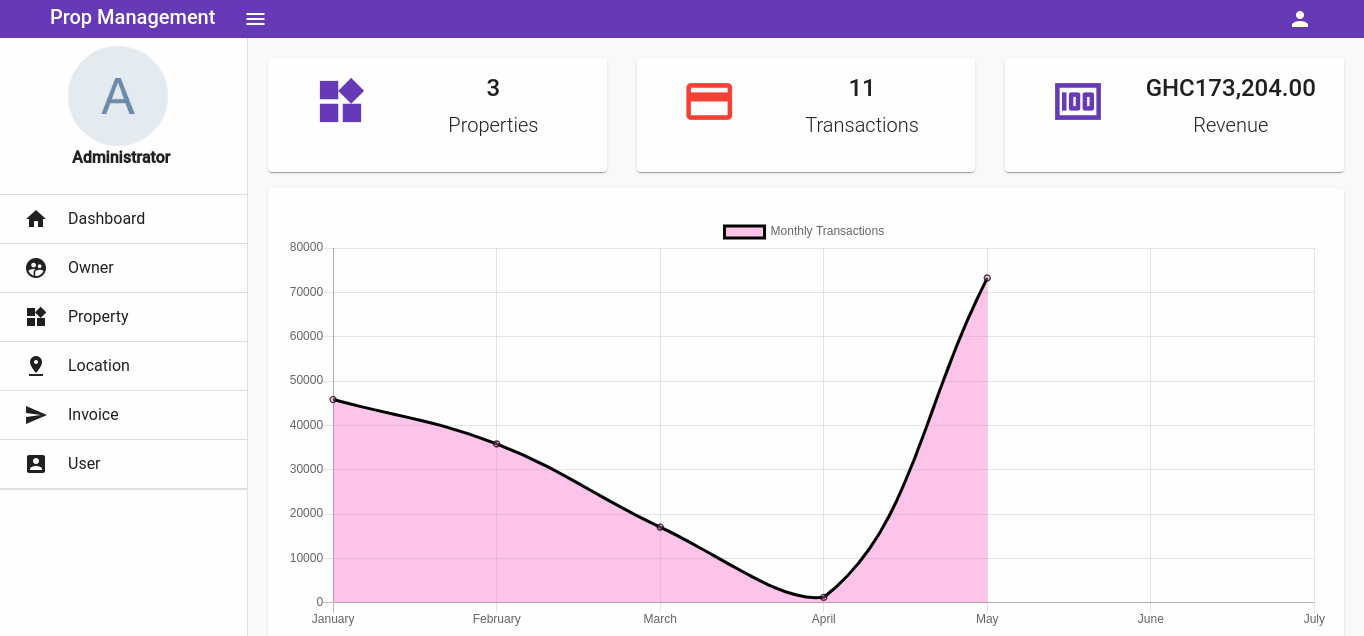 Prop Management
A
Administrator
Dashboard
Owner
Property
Location
Invoice
User
3
Properties
11
Transactions
100
GHC173,204.00
Revenue
Monthly Transactions
80000
70000
60000
50000
40000
30000
20000
10000
0
January February March April May June July